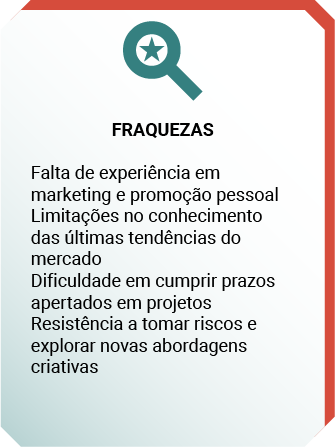 FRAQUEZAS
Falta de experiência em
marketing e promoção pessoal
Limitações no conhecimento
das últimas tendências do
mercado
Dificuldade em cumprir prazos
apertados em projetos
Resistência a tomar riscos e
explorar novas abordagens
criativas